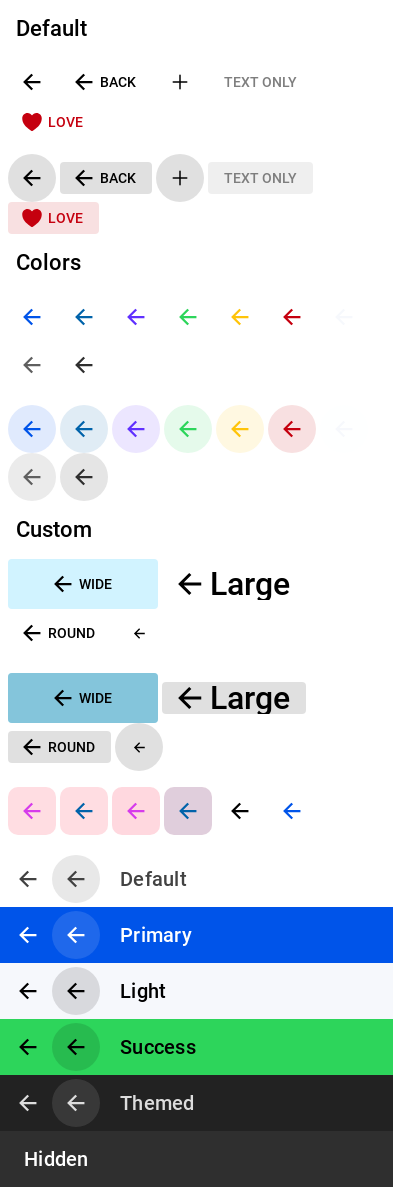 Default
BACK
TEXT ONLY
LOVE
BACK
TEXT ONLY
LOVE
Colors
Custom
WIDE
Large
ROUND
WIDE
Large
ROUND
Default
Primary
Light
Success
Themed
Hidden